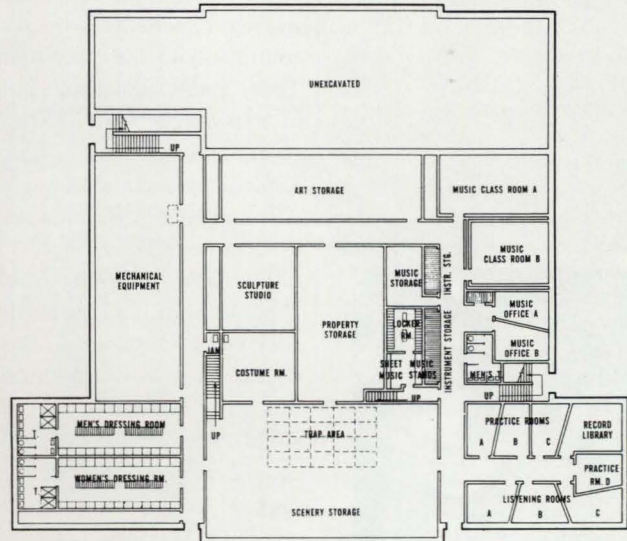 UNEXCAVATED
UP
ART STORAGE
MUSIC CLASS ROOM A
MECHANICAL
EQUIPMENT
SCULPTURE
STUDIO
PROPERTY
STORAGE
MUSIC
STORAGE
INSTR. STG.
MUSIC
CLASS ROOM B
MUSIC
OFFICE A
MUSIC
OFFICE B
LOCKER
RM.
INSTRUMENT STORAGE
JAN.
COSTUME RM.
SHEET MUSIC
MUSIC STANDS
MEN'S T.
UP
UP
UP
MEN'S DRESSING ROOM
T.
WOMEN'S DRESSING RM.
T.
TRAP AREA
SCENERY STORAGE
PRACTICE ROOMS
A
B
C
RECORD
LIBRARY
PRACTICE
RM. D
LISTENING ROOMS
A
B
C